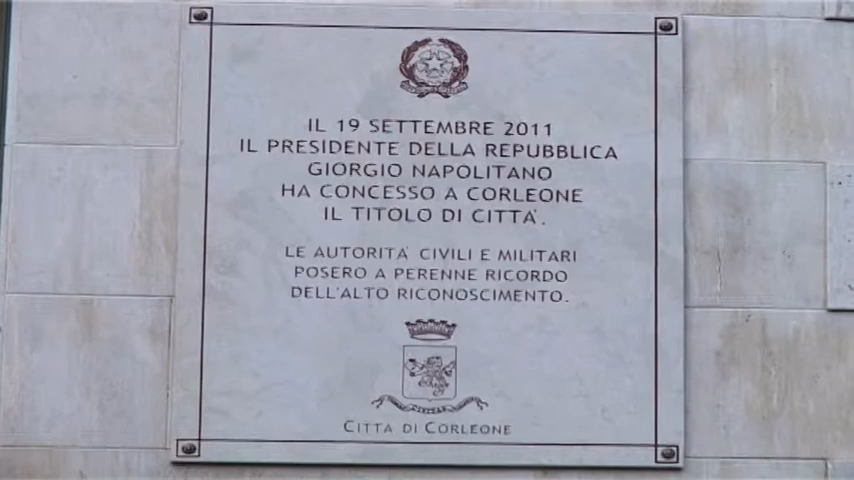 IL 19 SETTEMBRE 2011
IL PRESIDENTE DELLA REPUBBLICA
GIORGIO NAPOLITANO
HA CONCESSO A CORLEONE
IL TITOLO DI CITTA'.
LE AUTORITA' CIVILI E MILITARI
POSERO A PERENNE RICORDO
DELL'ALTO RICONOSCIMENTO.
CITTA DI CORLEONE